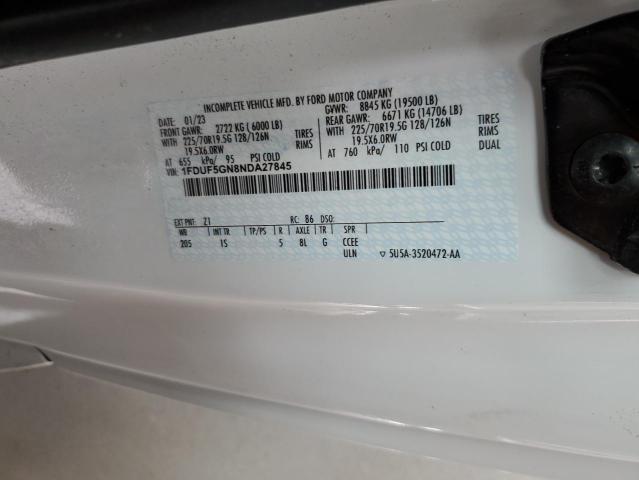 INCOMPLETE VEHICLE MFD. BY FORD MOTOR COMPANY
DATE: 01/23 GVWR: 8845 KG (19500 LB)
FRONT GAWR: 2722 KG ( 6000 LB) REAR GAWR: 6671 KG (14706 LB)
WITH 225/70R19.5G 128/126N TIRES WITH 225/70R19.5G 128/126N TIRES
19.5X6.0RW RIMS 19.5X6.0RW RIMS
AT 655 kPa/ 95 PSI COLD AT 760 kPa/ 110 PSI COLD DUAL
VIN: 1FDUF5GN8NDA27845
EXT PNT: Z1 RC: 86 DSO:
WB INT TR TP/PS R AXLE TR SPR
205 1S 5 8L G CCEE
ULN ▽ 5U5A-3520472-AA